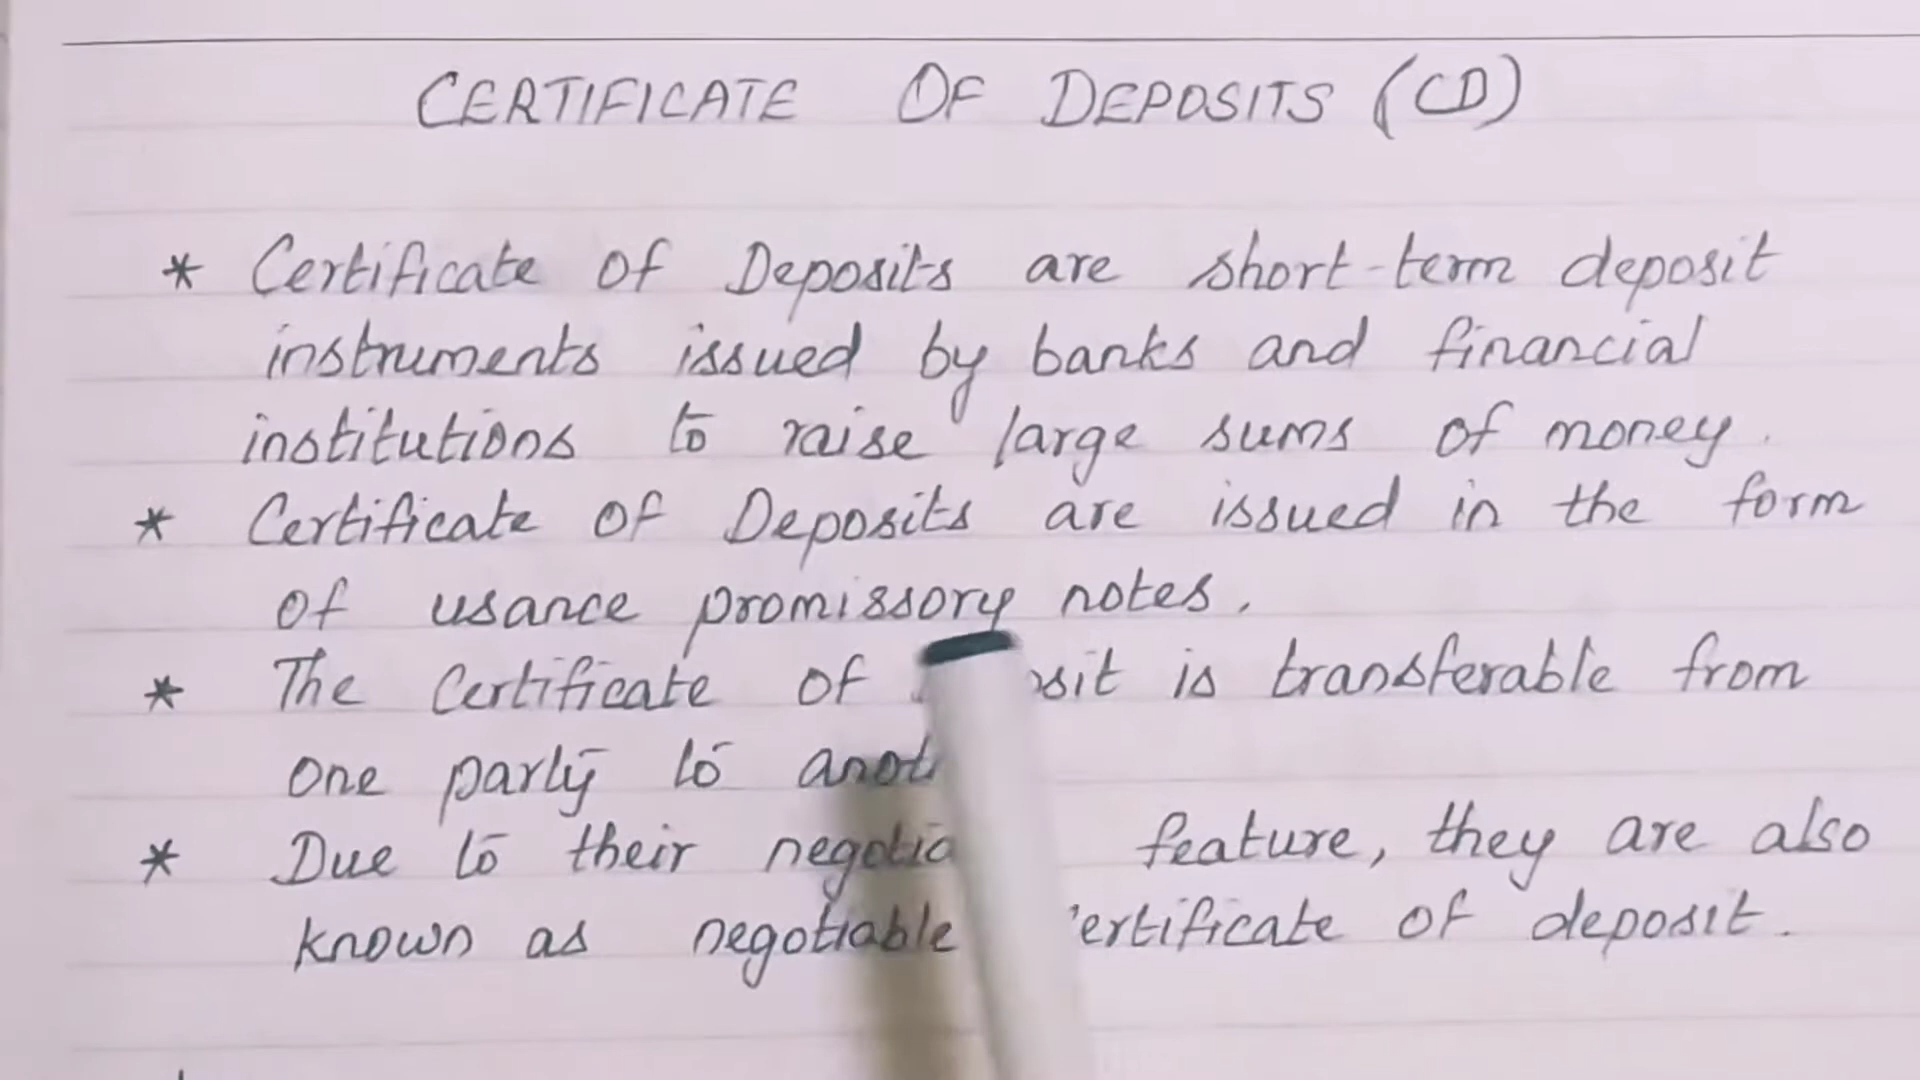 CERTIFICATE OF DEPOSITS (CD)
* Certificate of Deposits are short-term deposit
instruments issued by banks and financial
institutions to raise large sums of money.
* Certificate of Deposits are issued in the form
of usance promissory notes.
* The Certificate of is transferable from
one party to
* Due to their feature, they are also
known as negotiable of deposit.